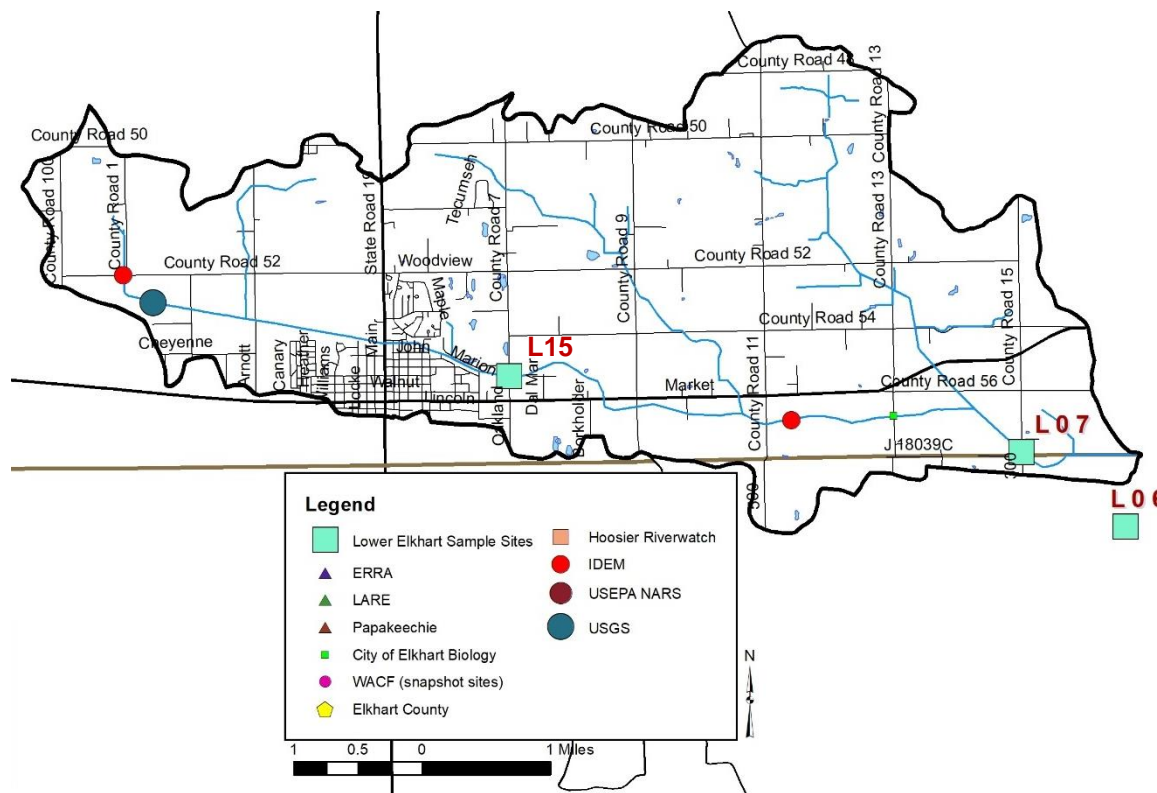 County Road 48
County Road 13
County Road 50
County Road 50
County Road 100
County Road 1
State Road 19
Tecumseh
County Road 7
County Road 9
County Road 13
County Road 52
Woodview
County Road 52
County Road 15
Maple
County Road 54
Cheyenne
Arnott
Canary
Heather
Williams
Locke
Main
John
Marion
Walnut
Lincoln
L15
Oakland
Dal Mar
Borkholder
Market
County Road 11
County Road 56
L07
J 18039C
300
500
L06
Legend
Lower Elkhart Sample Sites
ERRA
LARE
Papakeechie
City of Elkhart Biology
WACF (snapshot sites)
Elkhart County
Hoosier Riverwatch
IDEM
USEPA NARS
USGS
N
1 0.5 0 1 Miles